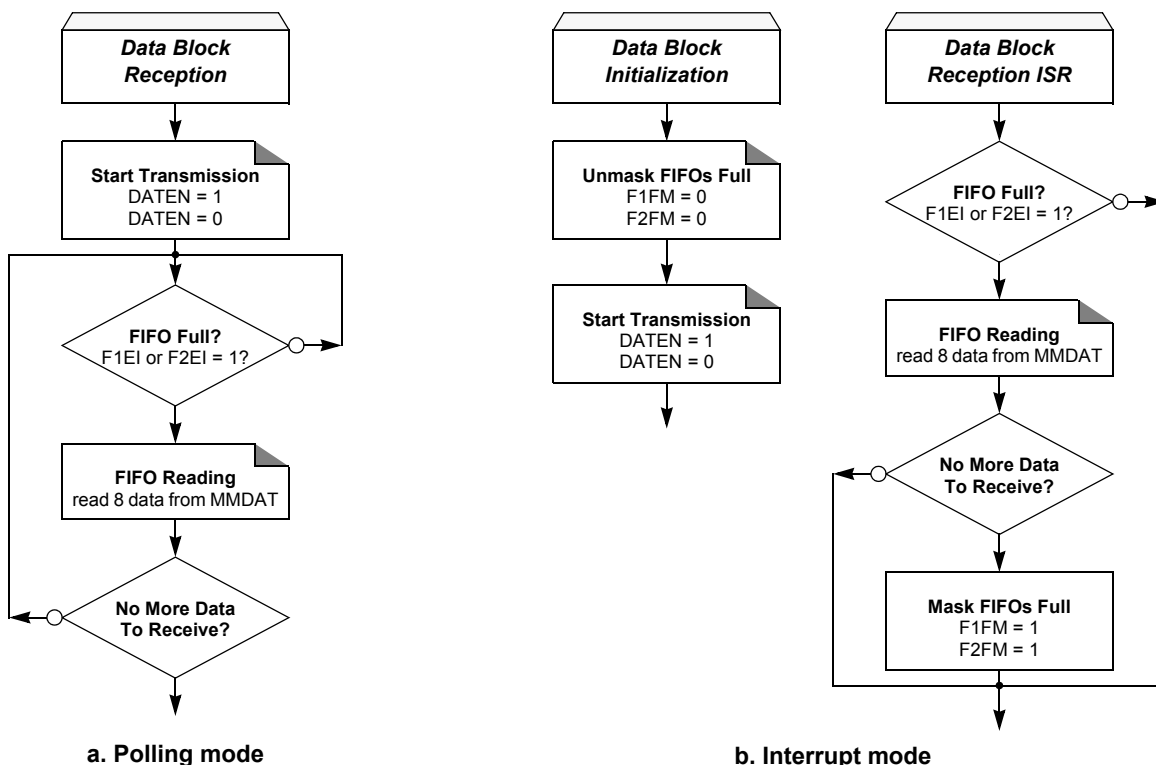 Data Block
Reception
Start Transmission
DATEN = 1
DATEN = 0
FIFO Full?
F1EI or F2EI = 1?
FIFO Reading
read 8 data from MMDAT
No More Data
To Receive?
a. Polling mode
Data Block
Initialization
Unmask FIFOs Full
F1FM = 0
F2FM = 0
Start Transmission
DATEN = 1
DATEN = 0
Data Block
Reception ISR
FIFO Full?
F1EI or F2EI = 1?
FIFO Reading
read 8 data from MMDAT
No More Data
To Receive?
Mask FIFOs Full
F1FM = 1
F2FM = 1
b. Interrupt mode